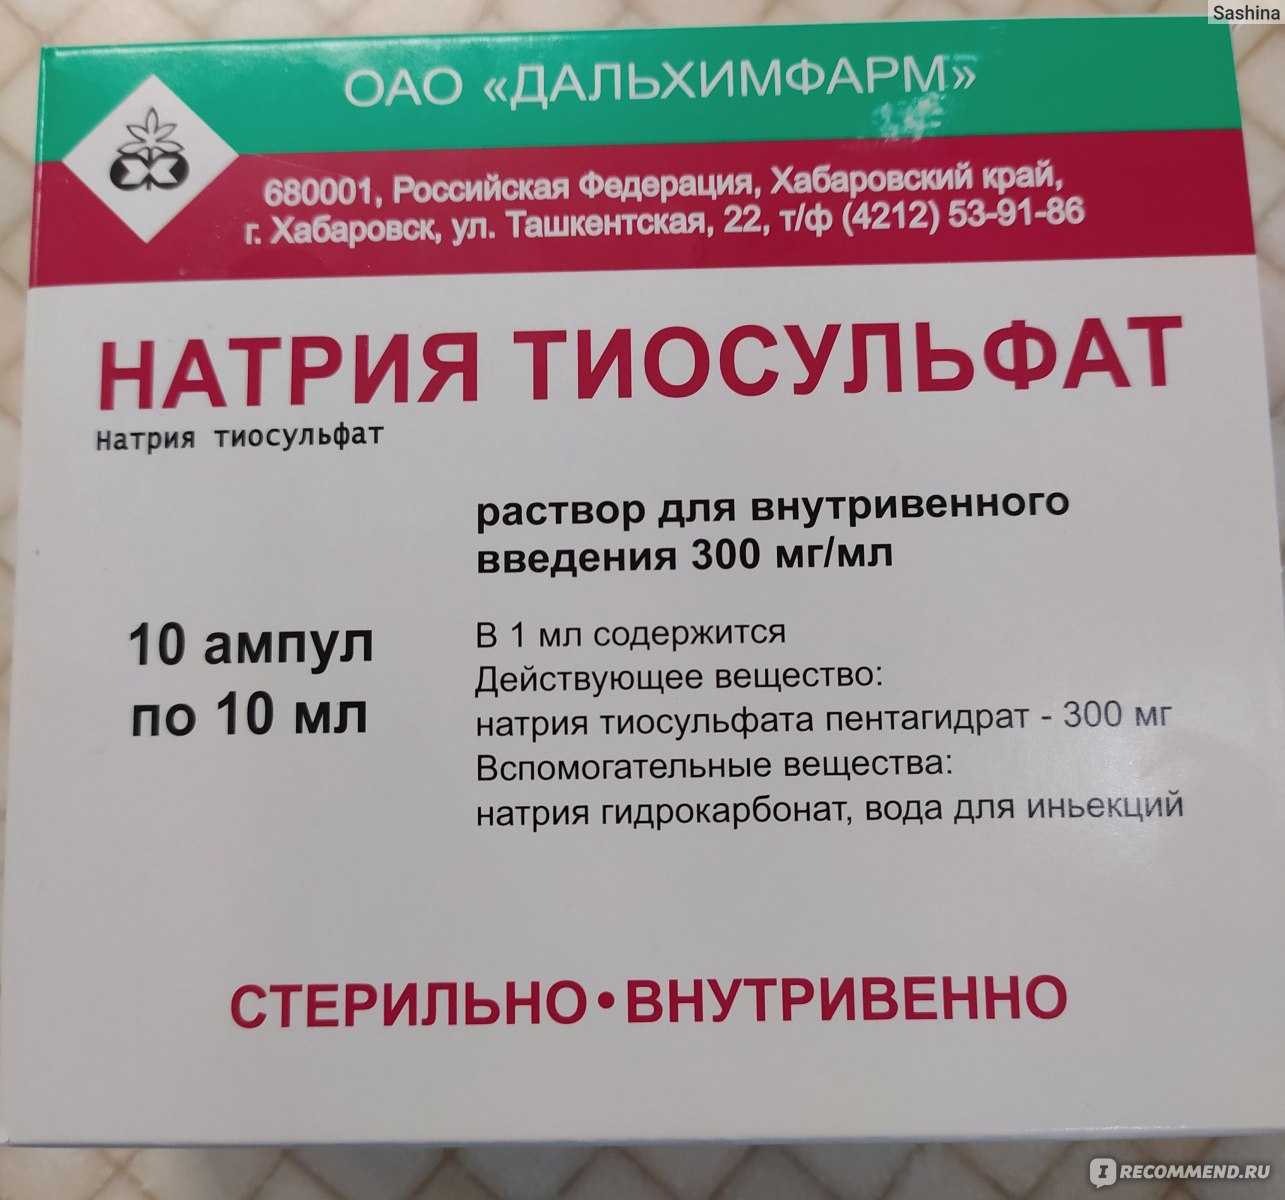 Sashina
ОАО «ДАЛЬХИМФАРМ»
680001, Российская Федерация, Хабаровский край,
г. Хабаровск, ул. Ташкентская, 22, т/ф (4212) 53-91-86
НАТРИЯ ТИОСУЛЬФАТ
Натрия тиосульфат
раствор для внутривенного
введения 300 мг/мл
10 ампул
по 10 мл
В 1 мл содержится
Действующее вещество:
натрия тиосульфата пентагидрат - 300 мг
Вспомогательные вещества:
натрия гидрокарбонат, вода для иньекций
СТЕРИЛЬНО•ВНУТРИВЕННО
IRECOMMEND.RU